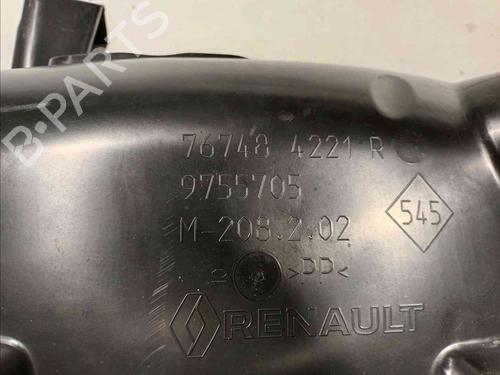 B-PARTS
76748 4221 R
9755705
545
M-208.2.02
>PP<
RENAULT